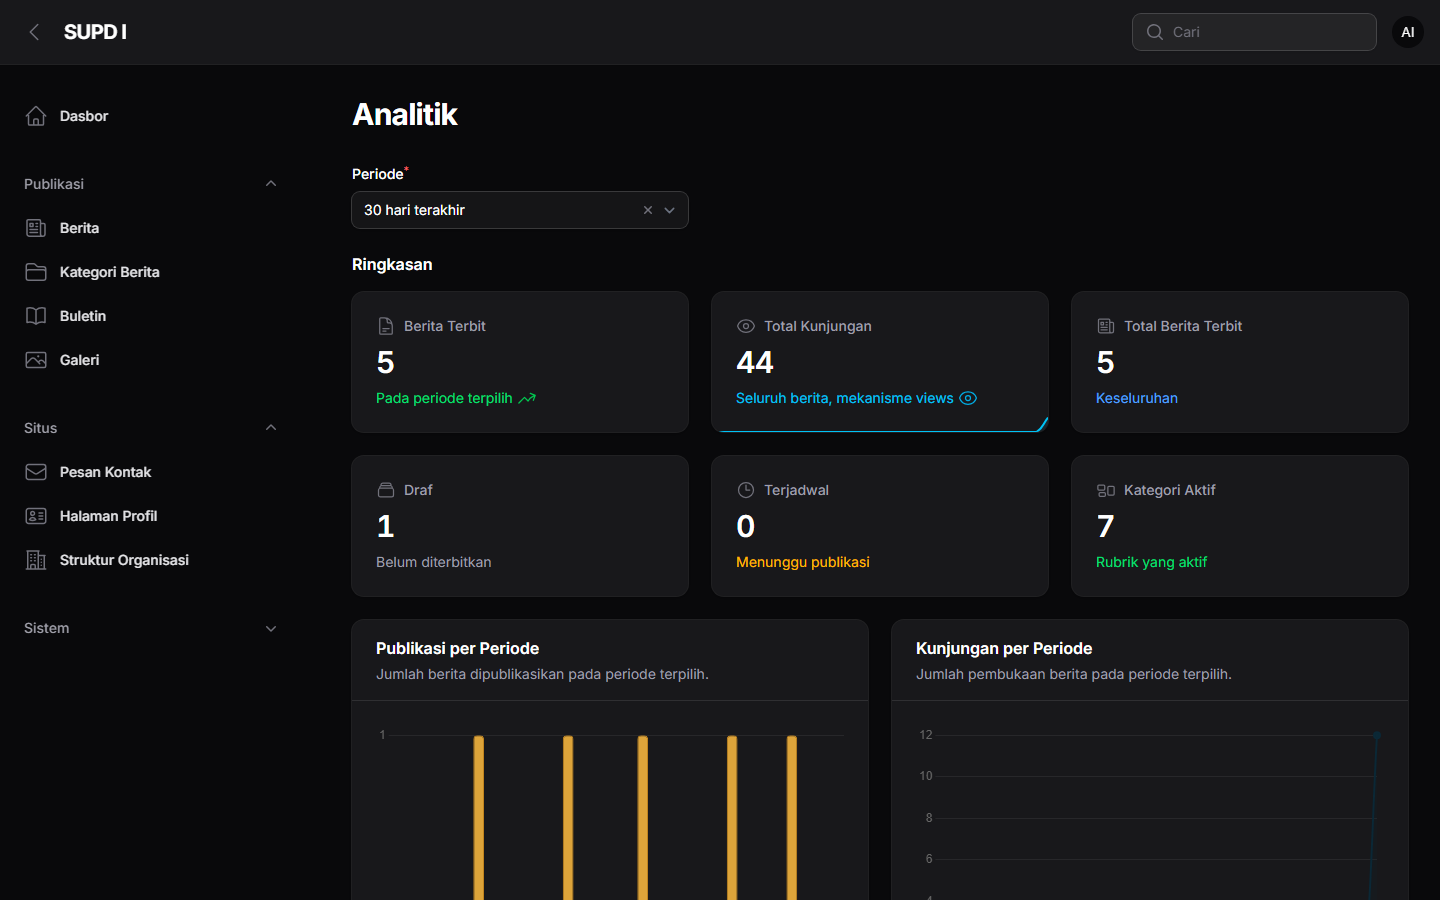 SUPD I
Cari
AI
Dasbor
Publikasi
Berita
Kategori Berita
Buletin
Galeri
Situs
Pesan Kontak
Halaman Profil
Struktur Organisasi
Sistem
Analitik
Periode*
30 hari terakhir
Ringkasan
Berita Terbit
5
Pada periode terpilih
Total Kunjungan
44
Seluruh berita, mekanisme views
Total Berita Terbit
5
Keseluruhan
Draf
1
Belum diterbitkan
Terjadwal
0
Menunggu publikasi
Kategori Aktif
7
Rubrik yang aktif
Publikasi per Periode
Jumlah berita dipublikasikan pada periode terpilih.
1
Kunjungan per Periode
Jumlah pembukaan berita pada periode terpilih.
12
10
8
6
4